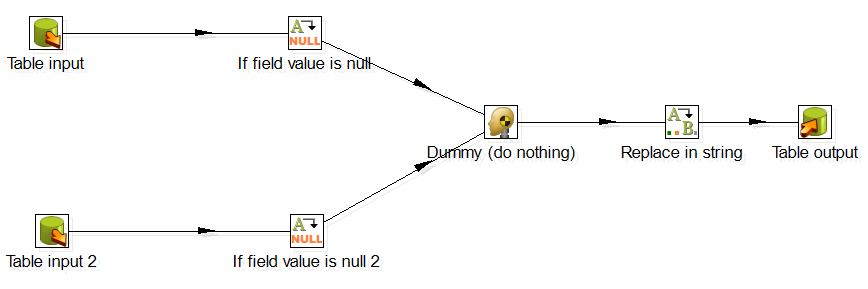 A
NULL
Table input
If field value is null
A
B
Dummy (do nothing)
Replace in string
Table output
A
NULL
Table input 2
If field value is null 2